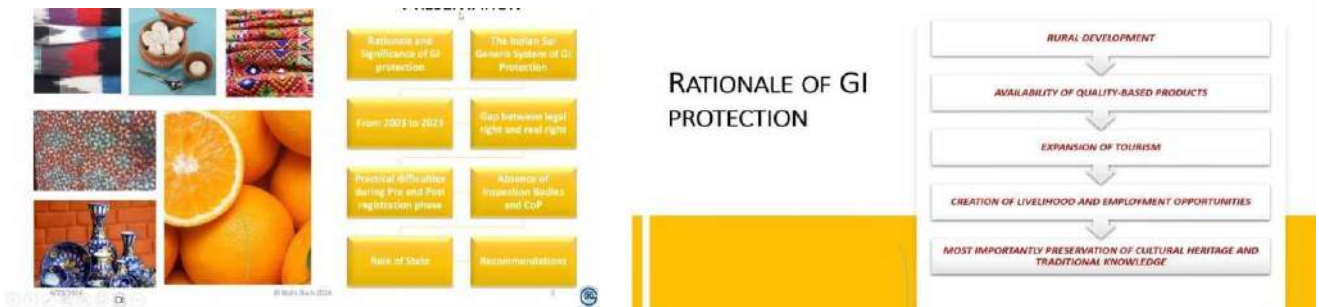 PRESENTATION
Rationale and
Significance of GI
protection
The Indian Sui
Generis System of GI
Protection
From 2003 to 2023
Gap between legal
right and real right
Practical difficulties
during Pre and Post
registration phase
Absence of
Inspection Bodies
and CoP
Role of State
Recommendations
RATIONALE OF GI
PROTECTION
RURAL DEVELOPMENT
AVAILABILITY OF QUALITY-BASED PRODUCTS
EXPANSION OF TOURISM
CREATION OF LIVELIHOOD AND EMPLOYMENT OPPORTUNITIES
MOST IMPORTANTLY PRESERVATION OF CULTURAL HERITAGE AND
TRADITIONAL KNOWLEDGE